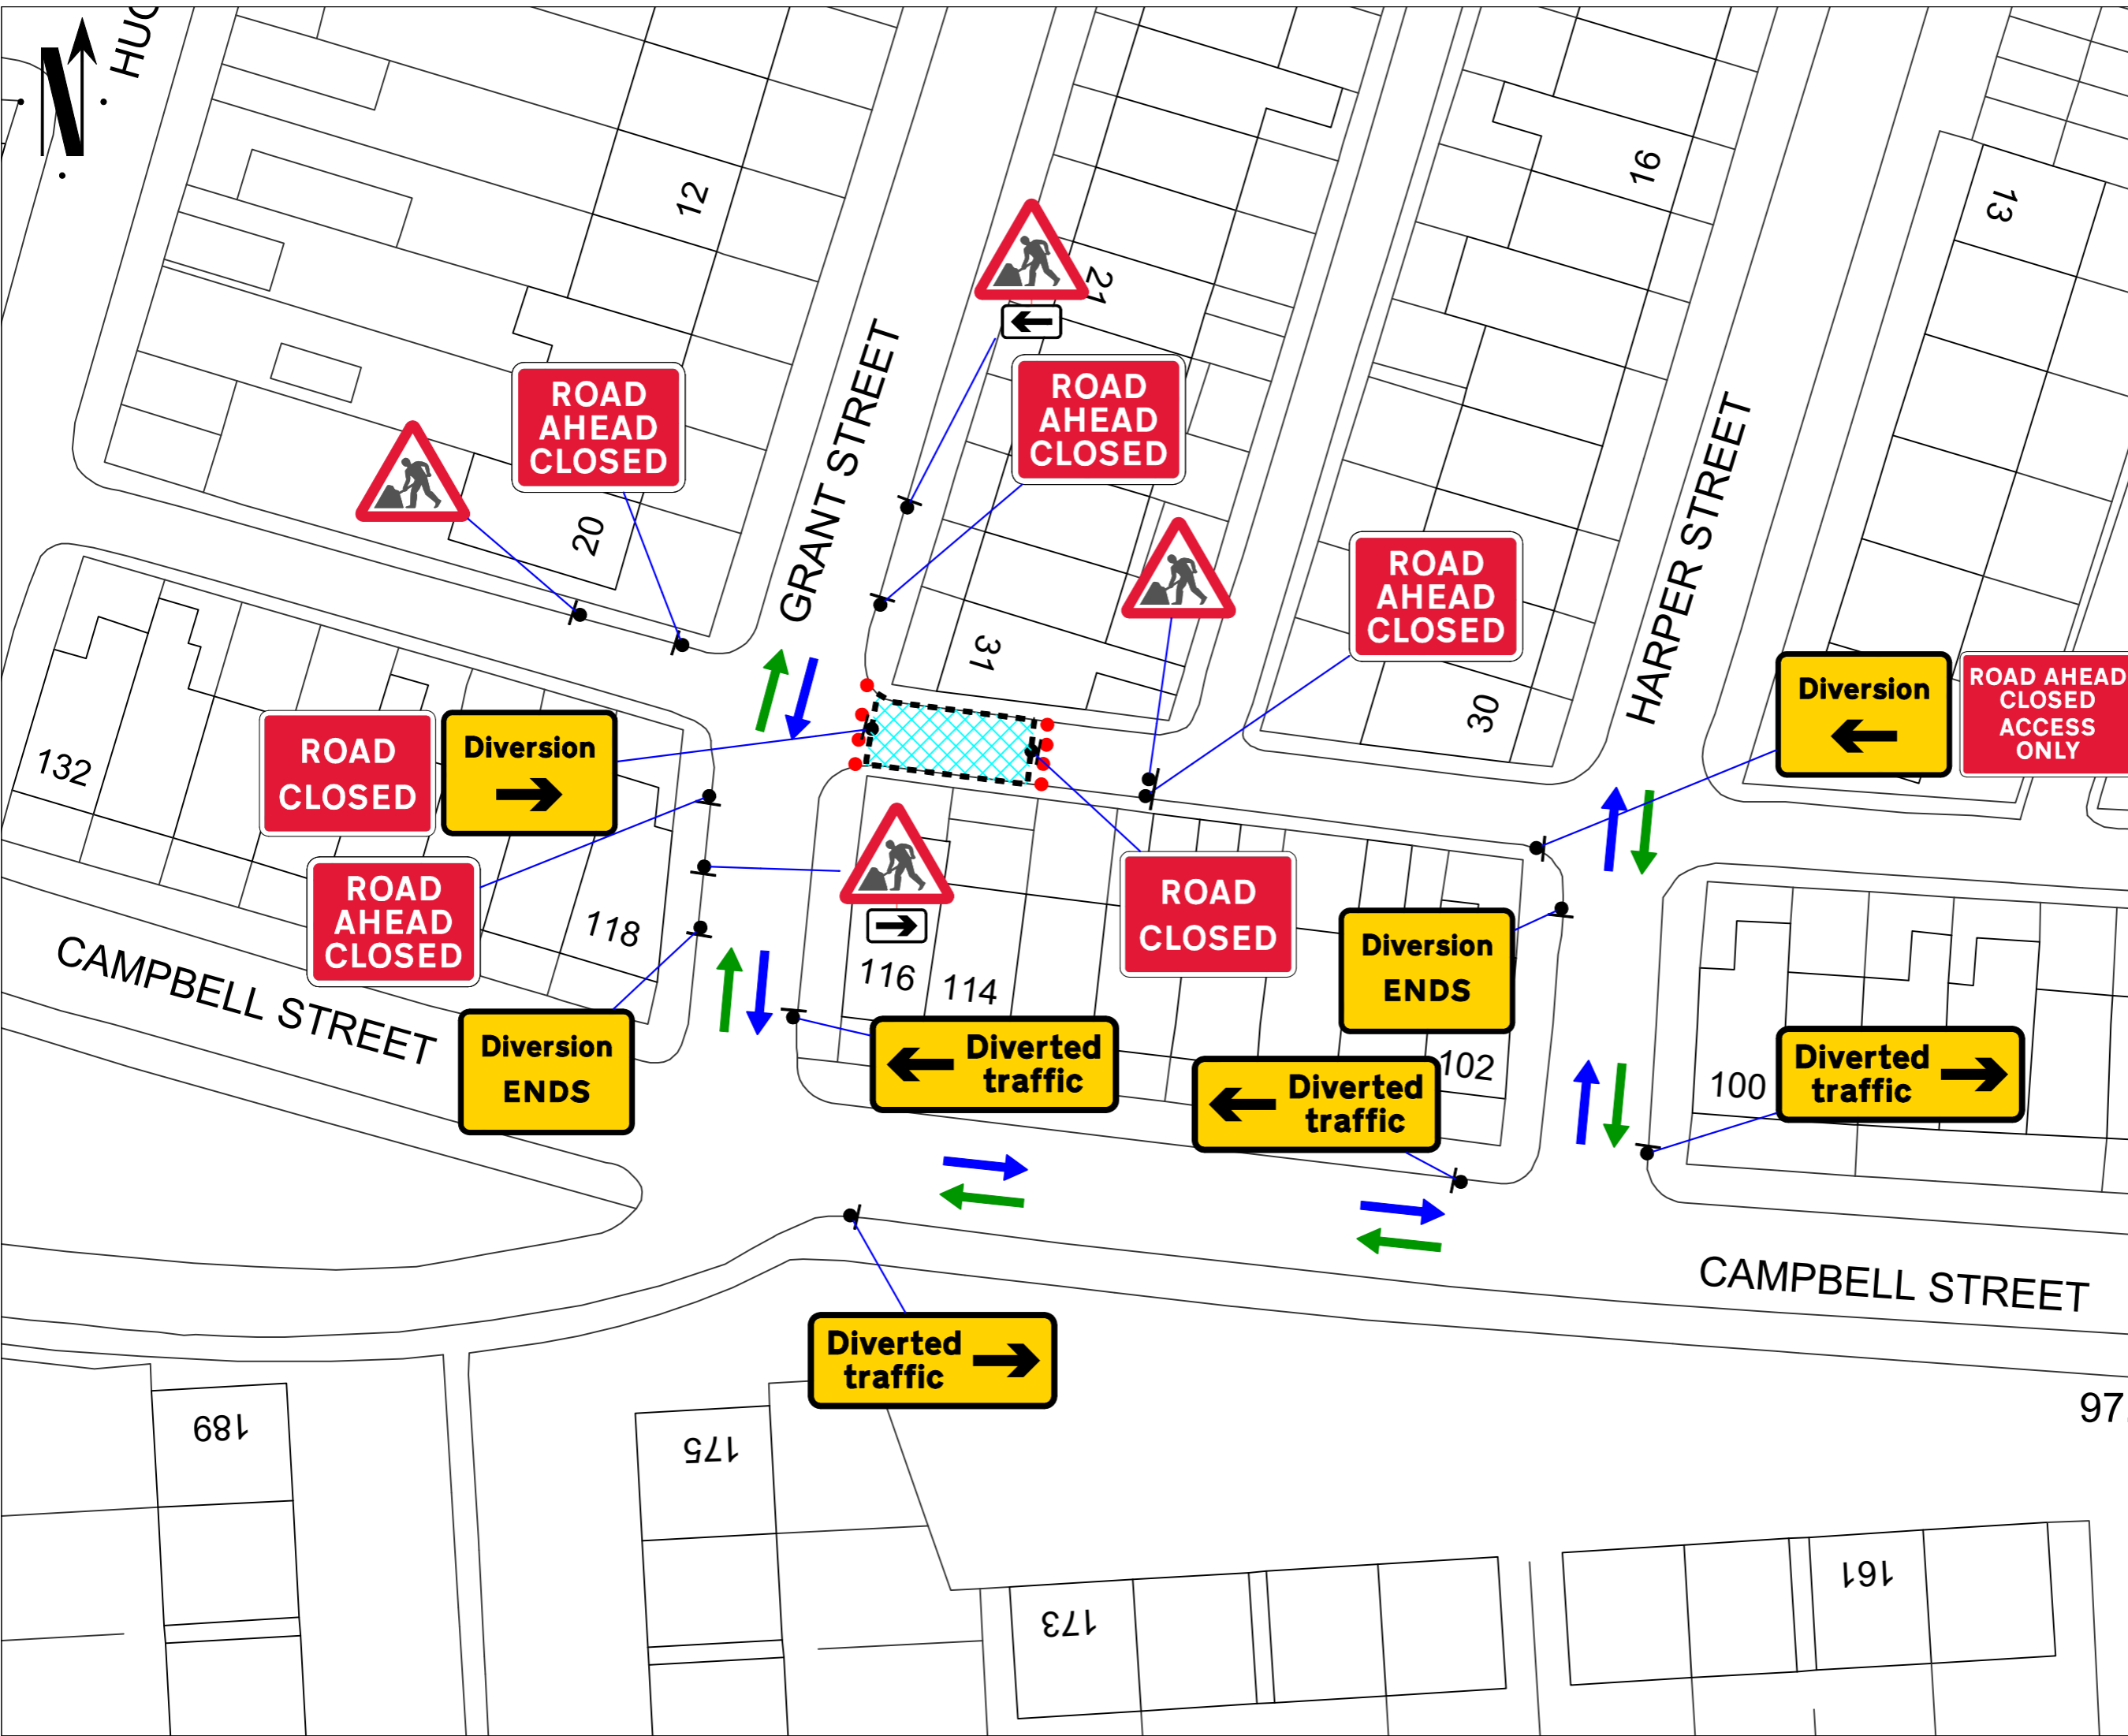 N
12
16
13
21
GRANT STREET
HARPER STREET
ROAD
AHEAD
CLOSED
ROAD
AHEAD
CLOSED
20
31
ROAD
AHEAD
CLOSED
30
132
ROAD
CLOSED
Diversion
Diversion
ROAD AHEAD
CLOSED
ACCESS
ONLY
ROAD
AHEAD
CLOSED
118
ROAD
CLOSED
CAMPBELL STREET
116
114
Diversion
ENDS
Diversion
ENDS
Diverted
traffic
Diverted
traffic
102
100
Diverted
traffic
CAMPBELL STREET
Diverted
traffic
97
189
175
173
161